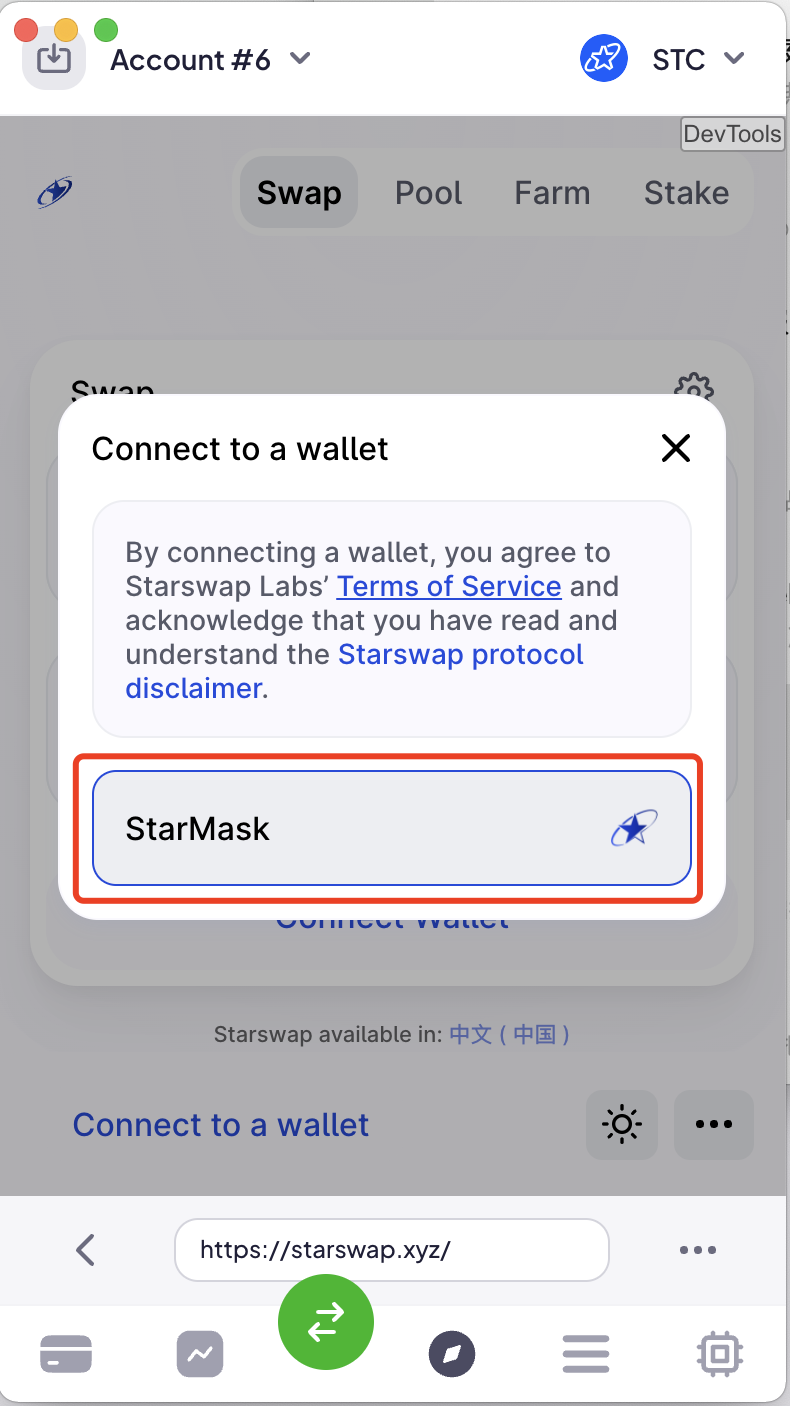 Account #6
STC
DevTools
Swap
Pool
Farm
Stake
Swap
Connect to a wallet
By connecting a wallet, you agree to
Starswap Labs’ Terms of Service and
acknowledge that you have read and
understand the Starswap protocol
disclaimer.
StarMask
Connect Wallet
Starswap available in: 中文 ( 中国 )
Connect to a wallet
https://starswap.xyz/